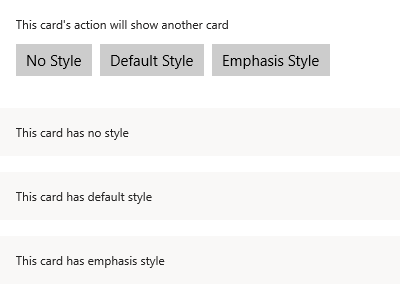 This card's action will show another card
No Style Default Style Emphasis Style
This card has no style
This card has default style
This card has emphasis style